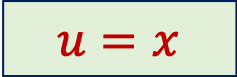 u = x